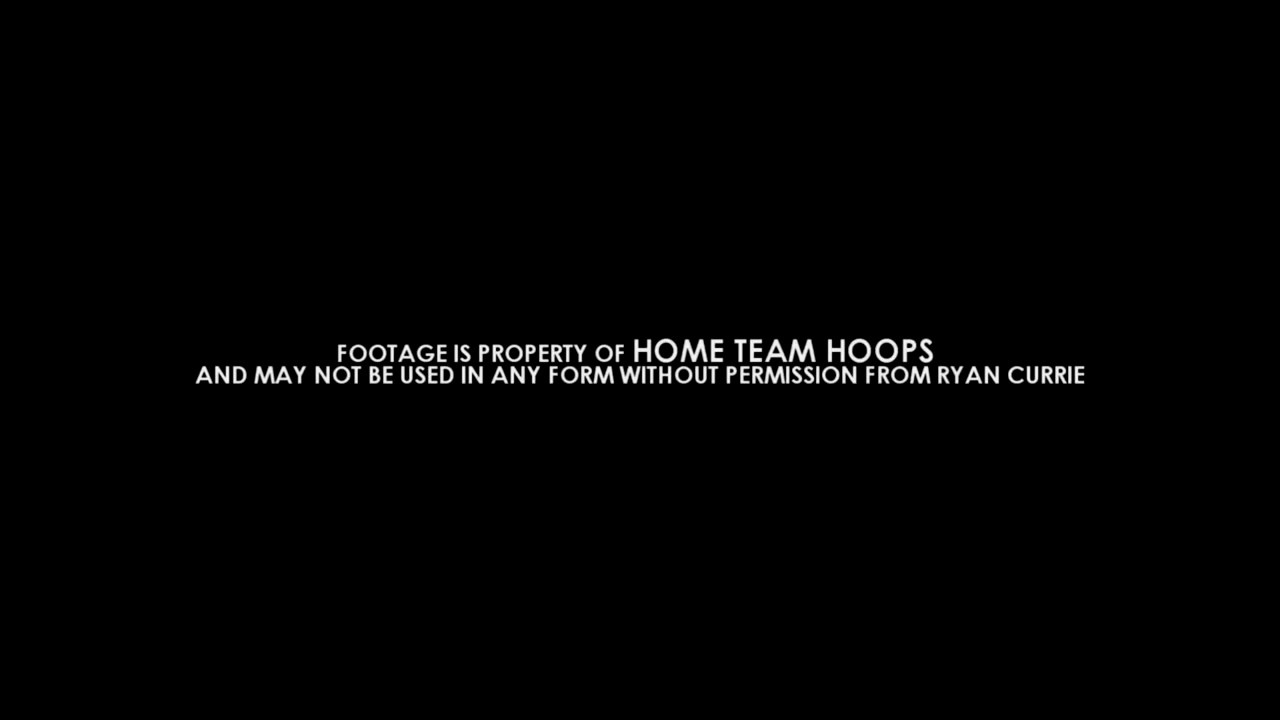 FOOTAGE IS PROPERTY OF HOME TEAM HOOPS
AND MAY NOT BE USED IN ANY FORM WITHOUT PERMISSION FROM RYAN CURRIE